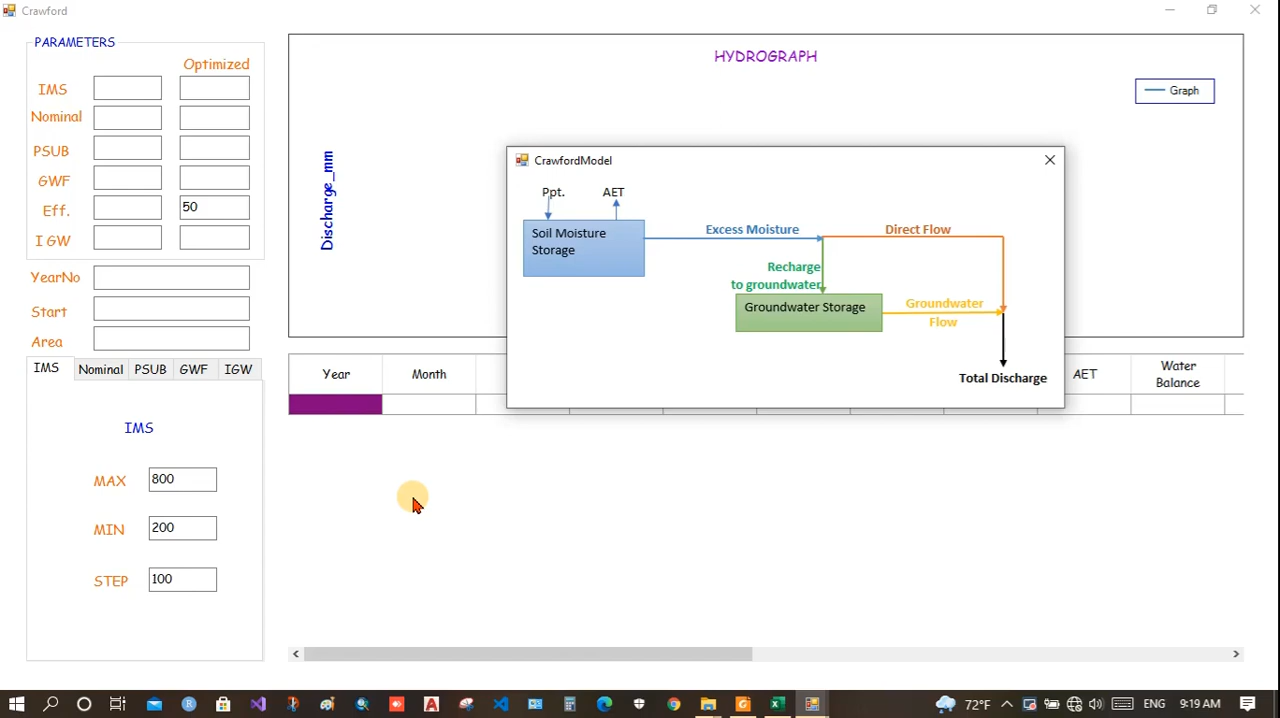 Crawford
PARAMETERS
Optimized
IMS
Nominal
PSUB
GWF
Eff. 50
I GW
YearNo
Start
Area
IMS Nominal PSUB GWF IGW
IMS
MAX 800
MIN 200
STEP 100
HYDROGRAPH
Graph
Discharge_mm
CrawfordModel
Ppt. AET
Soil Moisture
Storage
Excess Moisture
Direct Flow
Recharge
to groundwater
Groundwater Storage
Groundwater
Flow
Total Discharge
Year Month AET Water
Balance
72°F ENG 9:19 AM